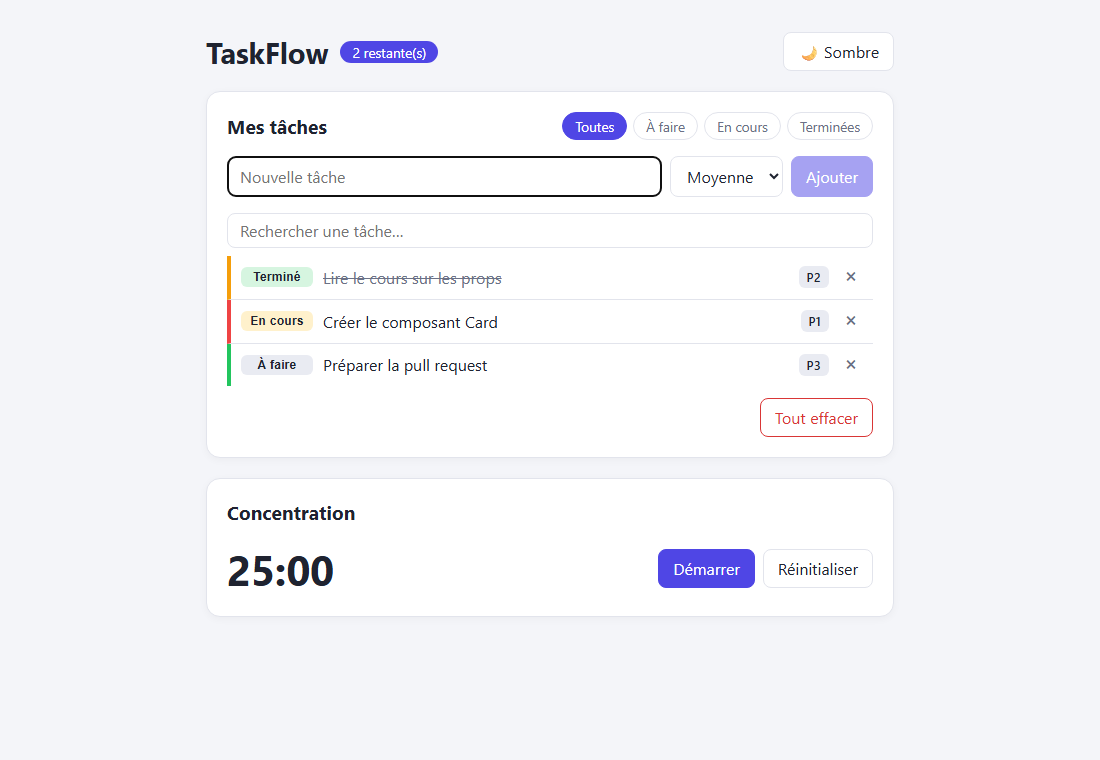 TaskFlow 2 restante(s) 🌙 Sombre
Mes tâches Toutes À faire En cours Terminées
Nouvelle tâche Moyenne Ajouter
Rechercher une tâche...
Terminé Lire le cours sur les props P2 ✕
En cours Créer le composant Card P1 ✕
À faire Préparer la pull request P3 ✕
Tout effacer
Concentration
25:00 Démarrer Réinitialiser